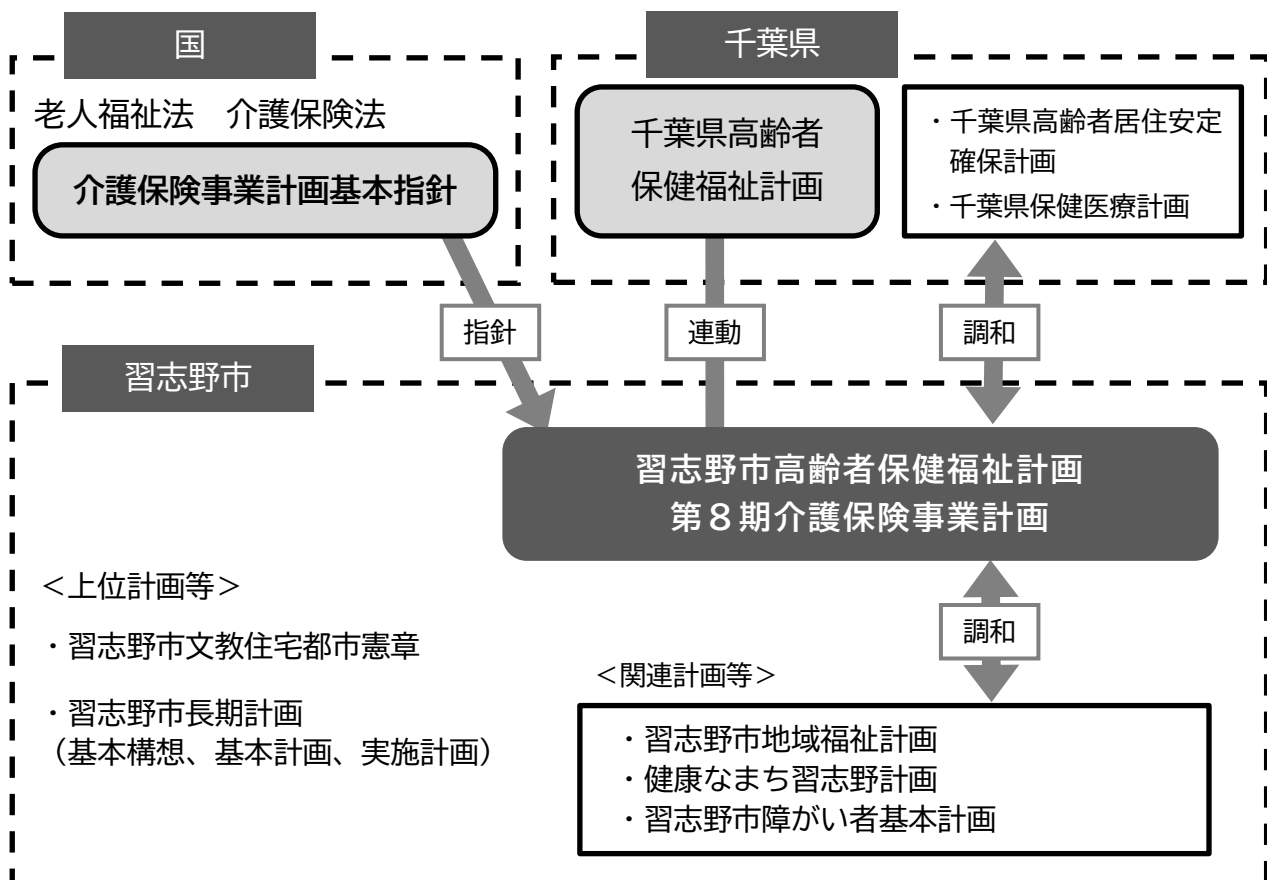 国
老人福祉法　介護保険法
介護保険事業計画基本指針
千葉県
千葉県高齢者
保健福祉計画
・千葉県高齢者居住安定
確保計画
・千葉県保健医療計画
指針
連動
調和
習志野市
習志野市高齢者保健福祉計画
第８期介護保険事業計画
＜上位計画等＞
・習志野市文教住宅都市憲章
・習志野市長期計画
（基本構想、基本計画、実施計画）
調和
＜関連計画等＞
・習志野市地域福祉計画
・健康なまち習志野計画
・習志野市障がい者基本計画